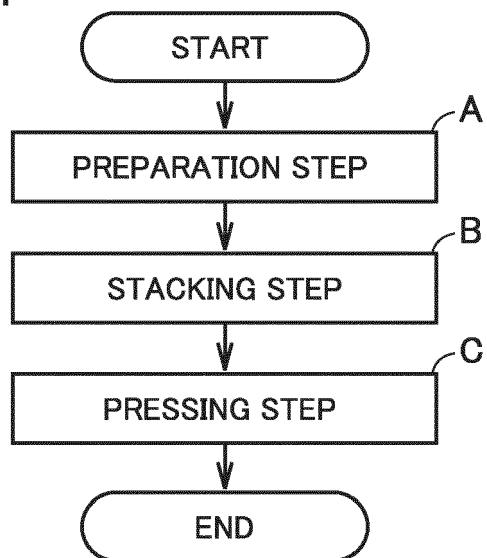 START
A
PREPARATION STEP
B
STACKING STEP
C
PRESSING STEP
END